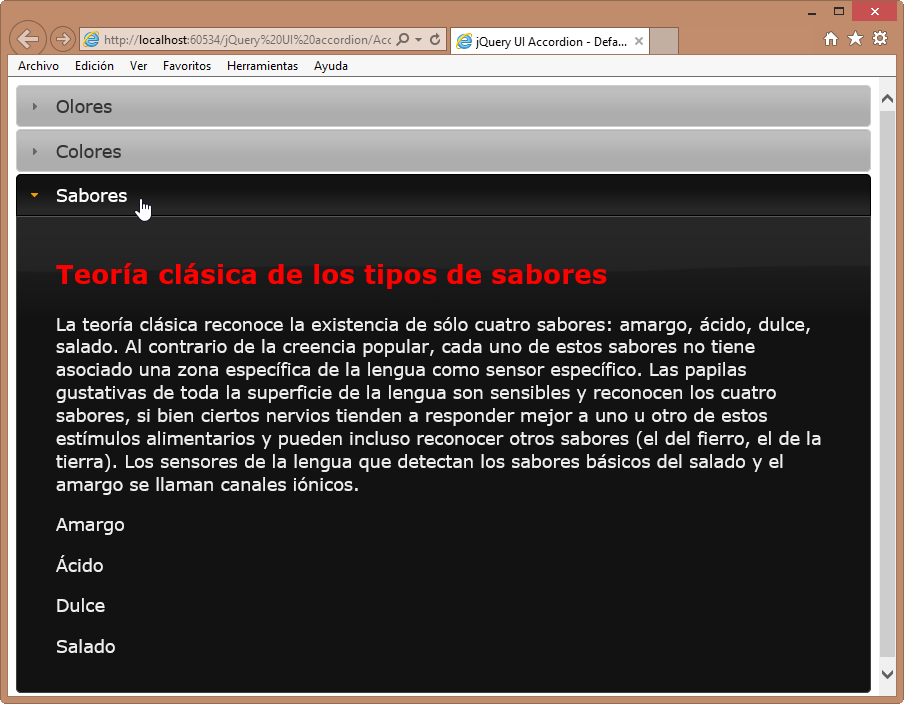 http://localhost:60534/jQuery%20UI%20accordion/Acc
jQuery UI Accordion - Defa...
Archivo Edición Ver Favoritos Herramientas Ayuda
Olores
Colores
Sabores
Teoría clásica de los tipos de sabores
La teoría clásica reconoce la existencia de sólo cuatro sabores: amargo, ácido, dulce,
salado. Al contrario de la creencia popular, cada uno de estos sabores no tiene
asociado una zona específica de la lengua como sensor específico. Las papilas
gustativas de toda la superficie de la lengua son sensibles y reconocen los cuatro
sabores, si bien ciertos nervios tienden a responder mejor a uno u otro de estos
estímulos alimentarios y pueden incluso reconocer otros sabores (el del fierro, el de la
tierra). Los sensores de la lengua que detectan los sabores básicos del salado y el
amargo se llaman canales iónicos.
Amargo
Ácido
Dulce
Salado